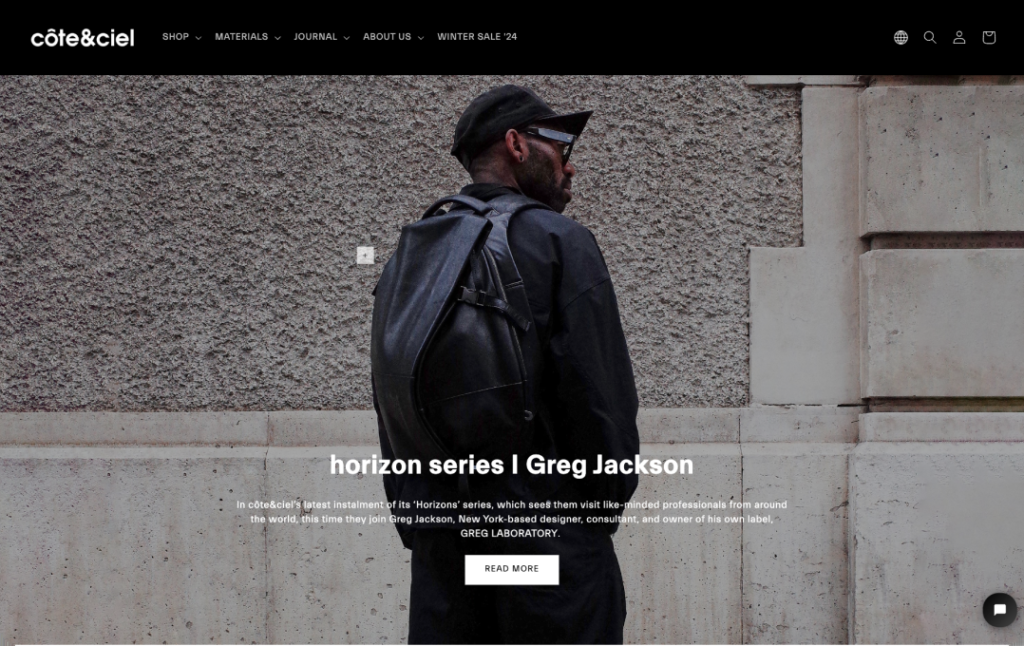 côte&ciel
SHOP
MATERIALS
JOURNAL
ABOUT US
WINTER SALE '24
horizon series l Greg Jackson
In côte&ciel's latest instalment of its 'Horizons' series, which sees them visit like-minded professionals from around
the world, this time they join Greg Jackson, New York-based designer, consultant, and owner of his own label,
GREG LABORATORY.
READ MORE